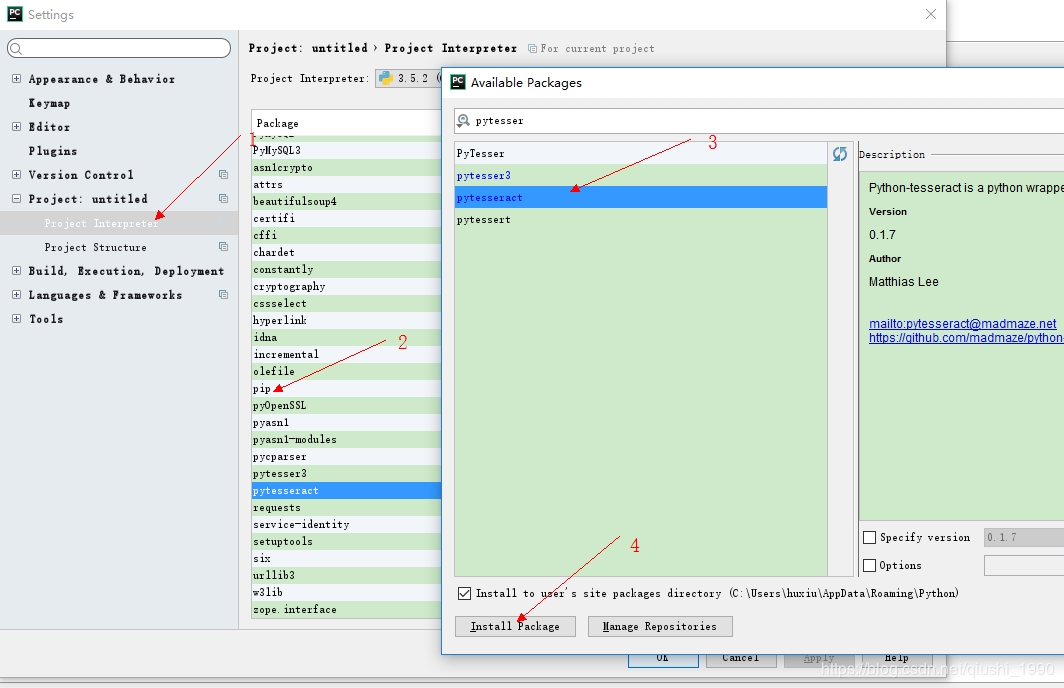 PC Settings
Project: untitled › Project Interpreter For current project
Appearance & Behavior
Keymap
Editor
Plugins
Version Control
Project: untitled
Project Interpreter
Project Structure
Build, Execution, Deployment
Languages & Frameworks
Tools
Project Interpreter: 3.5.2 (
1
Package
PyMySQL
PyMySQL3
asn1crypto
attrs
beautifulsoup4
certifi
cffi
chardet
constantly
cryptography
cssselect
hyperlink
idna
incremental
olefile
pip
pyOpenSSL
pyasn1
pyasn1-modules
pycparser
pytesser3
pytesseract
requests
service-identity
setuptools
six
urllib3
w3lib
zope.interface
2
PC Available Packages
pytesser
PyTesser
pytesser3
pytesseract
pytessert
3
Description
Python-tesseract is a python wrappe
Version
0.1.7
Author
Matthias Lee
mailto:pytesseract@madmaze.net
https://github.com/madmaze/python-
4
Specify version 0.1.7
Options
Install to user's site packages directory (C:\Users\huxiu\AppData\Roaming\Python)
Install Package Manage Repositories
OK Cancel Apply Help
https://blog.csdn.net/qiushi_1990